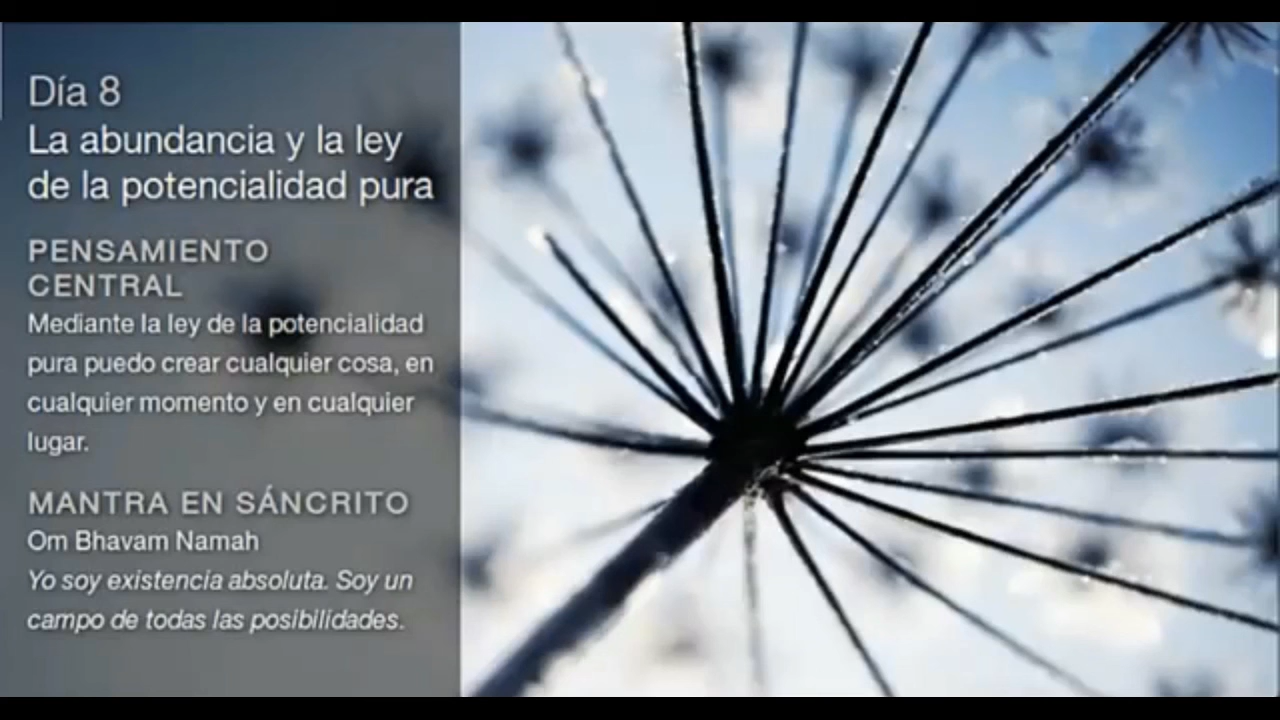 Día 8
La abundancia y la ley
de la potencialidad pura
PENSAMIENTO
CENTRAL
Mediante la ley de la potencialidad
pura puedo crear cualquier cosa, en
cualquier momento y en cualquier
lugar.
MANTRA EN SÁNCRITO
Om Bhavam Namah
Yo soy existencia absoluta. Soy un
campo de todas las posibilidades.